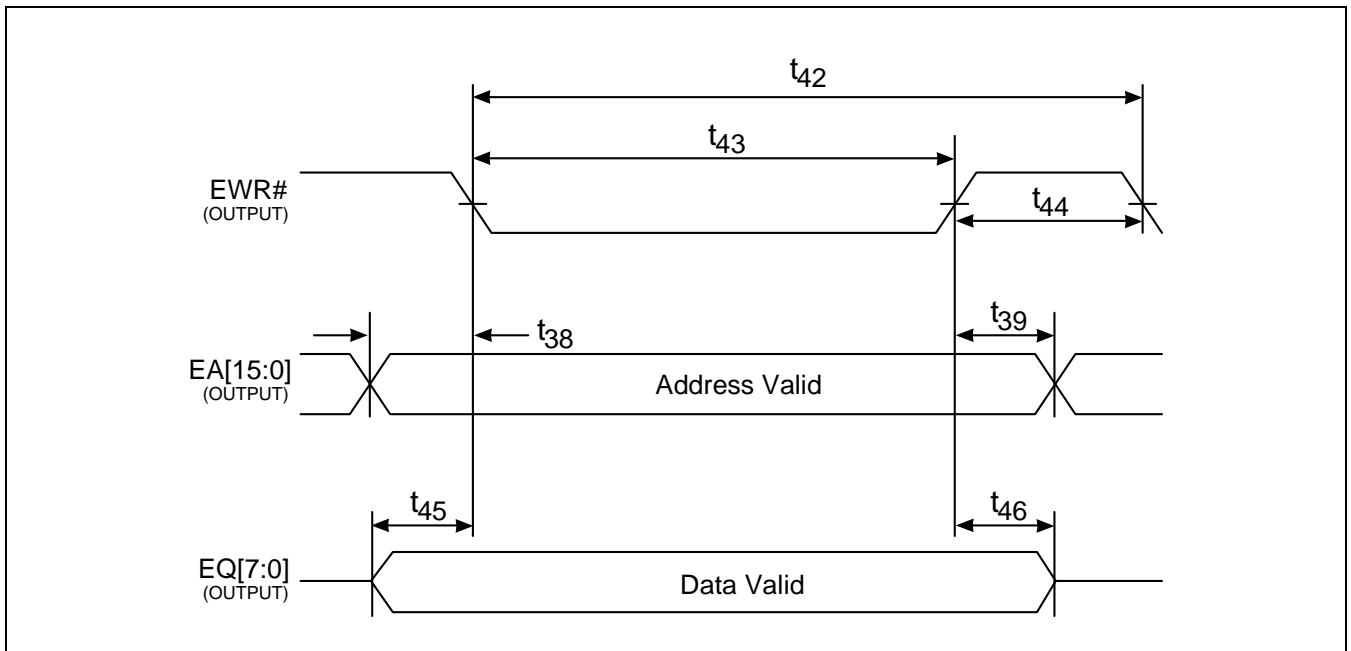 t42
t43
EWR#
(OUTPUT)
t44
t38
t39
EA[15:0]
(OUTPUT)
Address Valid
t45
t46
EQ[7:0]
(OUTPUT)
Data Valid